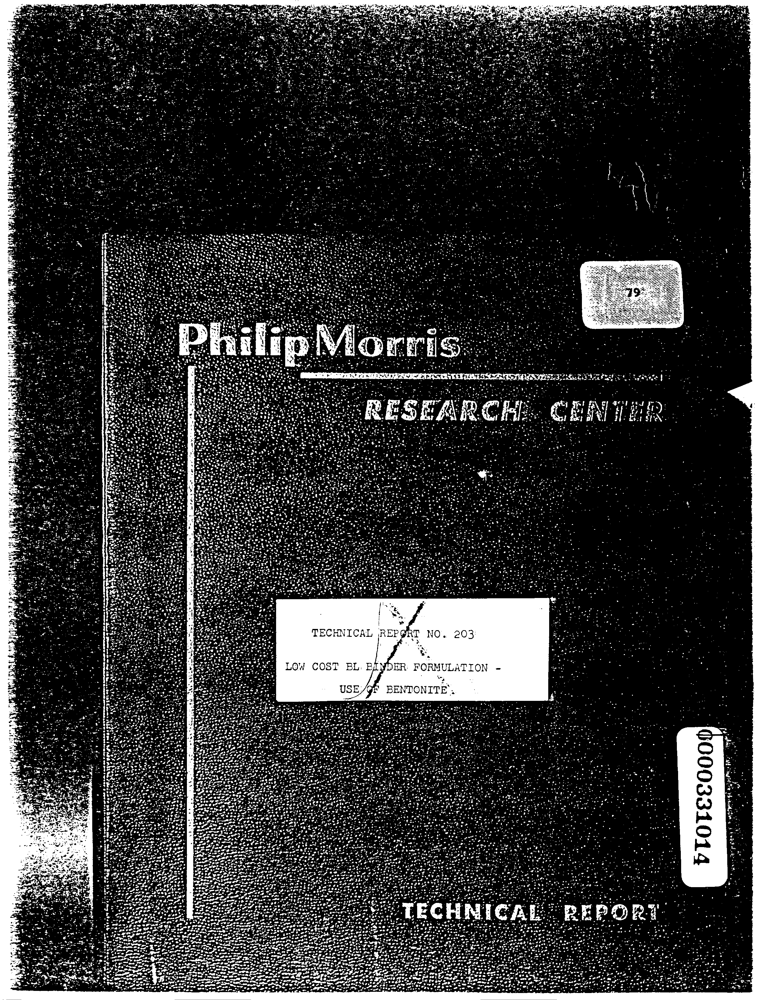 79
Philip Morris
RESEARCH CENTER
TECHNICAL REPORT NO. 203
LOW COST BL BINDER FORMULATION -
USE OF BENTONITE
0000331014
TECHNICAL REPORT